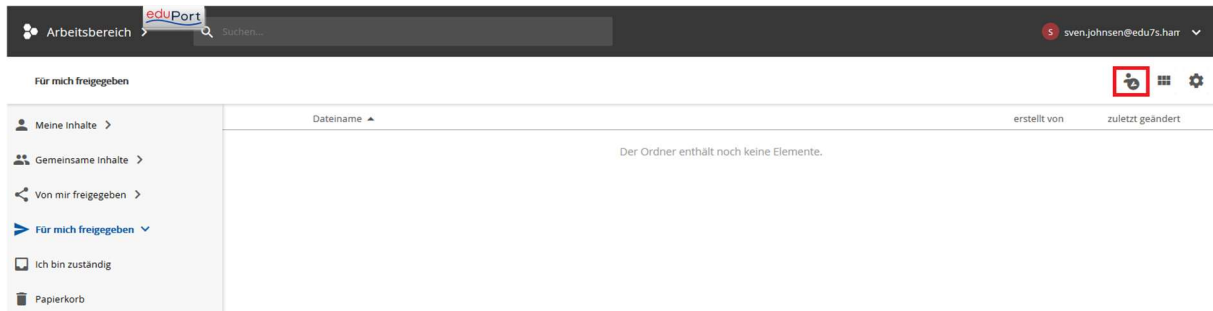 eduPort
Arbeitsbereich
Suchen...
S sven.johnsen@edu7s.ham
Für mich freigegeben
Meine Inhalte
Gemeinsame Inhalte
Von mir freigegeben
Für mich freigegeben
Ich bin zuständig
Papierkorb
Dateiname erstellt von zuletzt geändert
Der Ordner enthält noch keine Elemente.